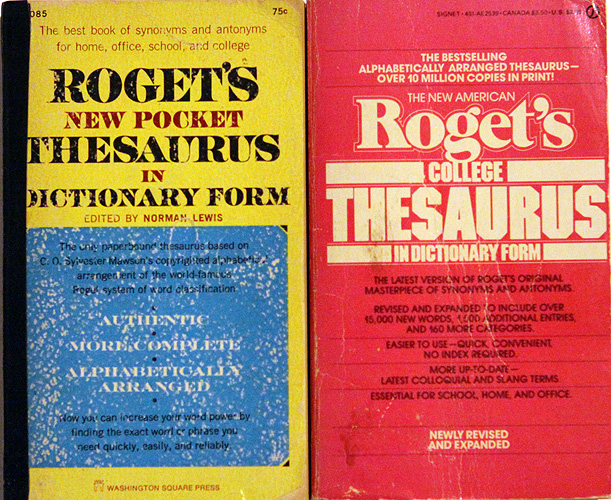 085 75c
The best book of synonyms and antonyms
for home, office, school, and college
ROGET'S
NEW POCKET
THESAURUS
IN
DICTIONARY FORM
EDITED BY NORMAN LEWIS
The only paperbound thesaurus based on
C. O. Sylvester Mawson's copyrighted alphabetical
arrangement of the world-famous
Roget system of word classification.
AUTHENTIC
•
MORE COMPLETE
•
ALPHABETICALLY
ARRANGED
•
Now you can increase your word power by
finding the exact word or phrase you
need quickly, easily, and reliably.
WASHINGTON SQUARE PRESS
SIGNET • 451-AE2539 • CANADA $3.50 • U.S.
THE BESTSELLING
ALPHABETICALLY ARRANGED THESAURUS—
OVER 10 MILLION COPIES IN PRINT!
THE NEW AMERICAN
Roget's
COLLEGE
THESAURUS
IN DICTIONARY FORM
THE LATEST VERSION OF ROGET'S ORIGINAL
MASTERPIECE OF SYNONYMS AND ANTONYMS.
REVISED AND EXPANDED TO INCLUDE OVER
15,000 NEW WORDS, ADDITIONAL ENTRIES,
AND 160 MORE CATEGORIES.
EASIER TO USE—QUICK, CONVENIENT,
NO INDEX REQUIRED.
MORE UP-TO-DATE—
LATEST COLLOQUIAL AND SLANG TERMS
ESSENTIAL FOR SCHOOL, HOME, AND OFFICE.
NEWLY REVISED
AND EXPANDED